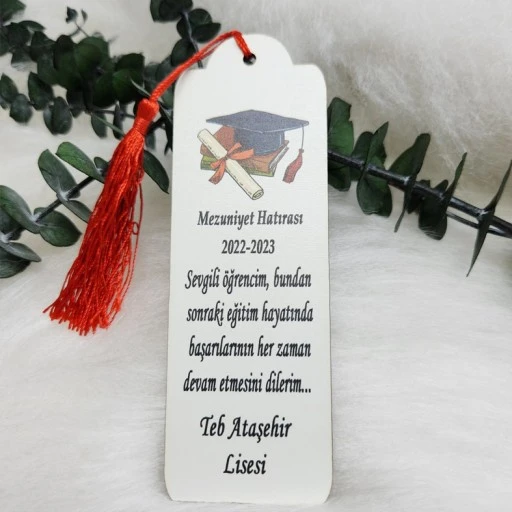 Mezuniyet Hatırası
2022-2023
Sevgili öğrencim, bundan
sonraki eğitim hayatında
başarılarının her zaman
devam etmesini dilerim...
Teb Ataşehir
Lisesi